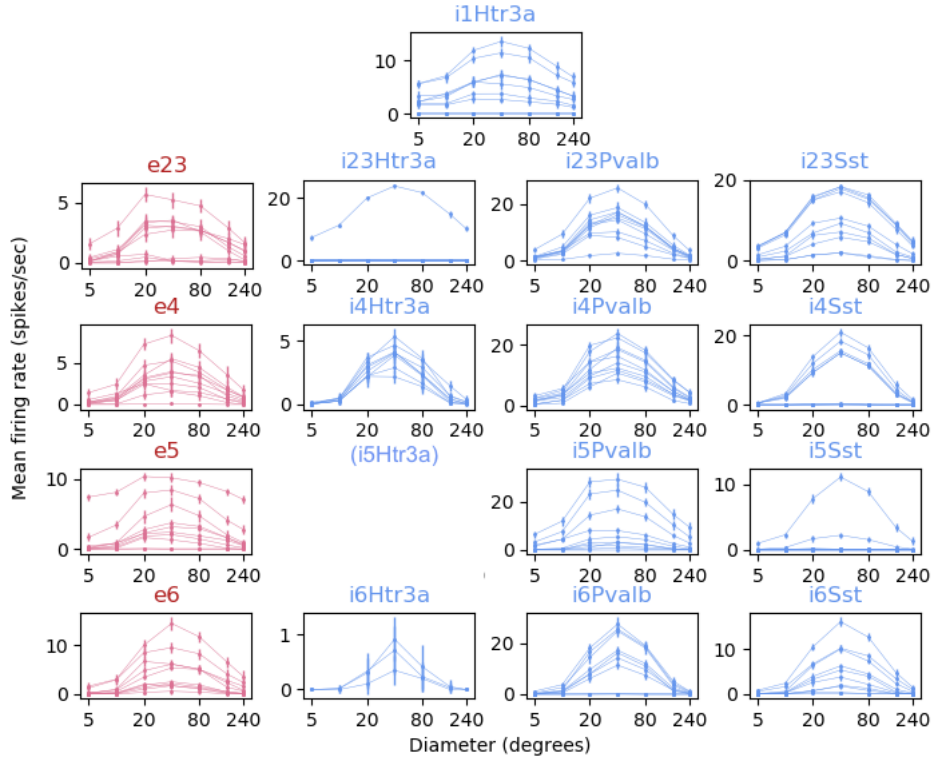 i1Htr3a
10
0
5 20 80 240
e23 i23Htr3a i23Pvalb i23Sst
5 0
20 0
20 0
20 10 0
5 20 80 240 5 20 80 240 5 20 80 240 5 20 80 240
e4 i4Htr3a i4Pvalb i4Sst
5 0
5 0
20 0
20 0
5 20 80 240 5 20 80 240 5 20 80 240 5 20 80 240
e5 (i5Htr3a) i5Pvalb i5Sst
10 0
20 0
10 0
5 20 80 240 5 20 80 240 5 20 80 240
e6 i6Htr3a i6Pvalb i6Sst
10 0
1 0
20 0
10 0
5 20 80 240 5 20 80 240 5 20 80 240 5 20 80 240
Mean firing rate (spikes/sec)
Diameter (degrees)